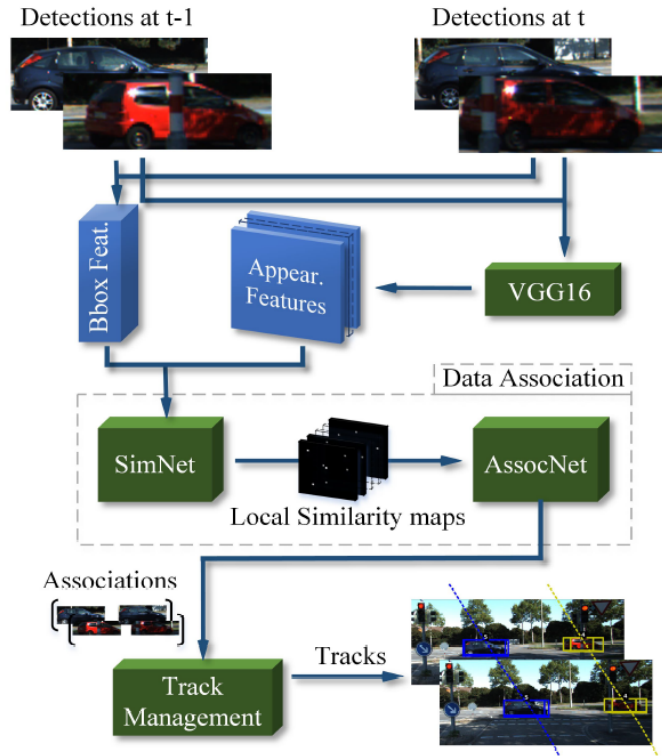 Detections at t-1
Detections at t
Bbox Feat.
Appear.
Features
VGG16
Data Association
SimNet
AssocNet
Local Similarity maps
Associations
Track
Management
Tracks